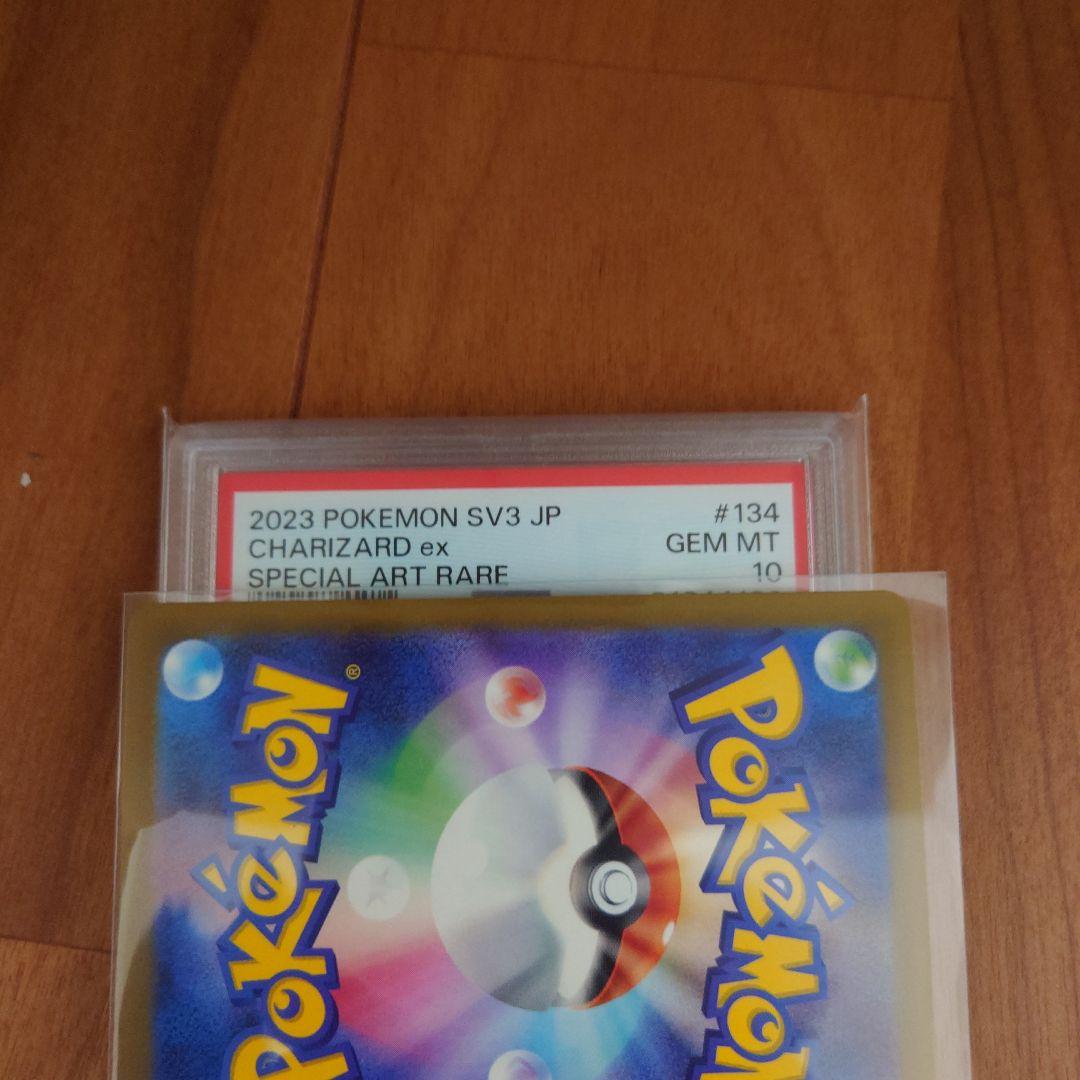 2023 POKEMON SV3 JP #134
CHARIZARD ex GEM MT
SPECIAL ART RARE 10
POKéMON ®
POKéMON